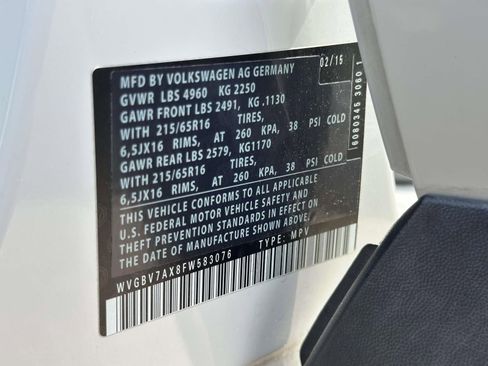 MFD BY VOLKSWAGEN AG GERMANY 02/15
GVWR LBS 4960 KG 2250
GAWR FRONT LBS 2491, KG.1130
WITH 215/65R16 TIRES,
6,5JX16 RIMS, AT 260 KPA, 38 PSI COLD
GAWR REAR LBS 2579, KG1170
WITH 215/65R16 TIRES,
6,5JX16 RIMS, AT 260 KPA, 38 PSI COLD
THIS VEHICLE CONFORMS TO ALL APPLICABLE
U.S. FEDERAL MOTOR VEHICLE SAFETY AND
THEFT PREVENTION STANDARDS IN EFFECT ON
THE DATE OF MANUFACTURE SHOWN ABOVE.
WVGBV7AX8FW583076 TYPE: MPV
6080345 3060 1